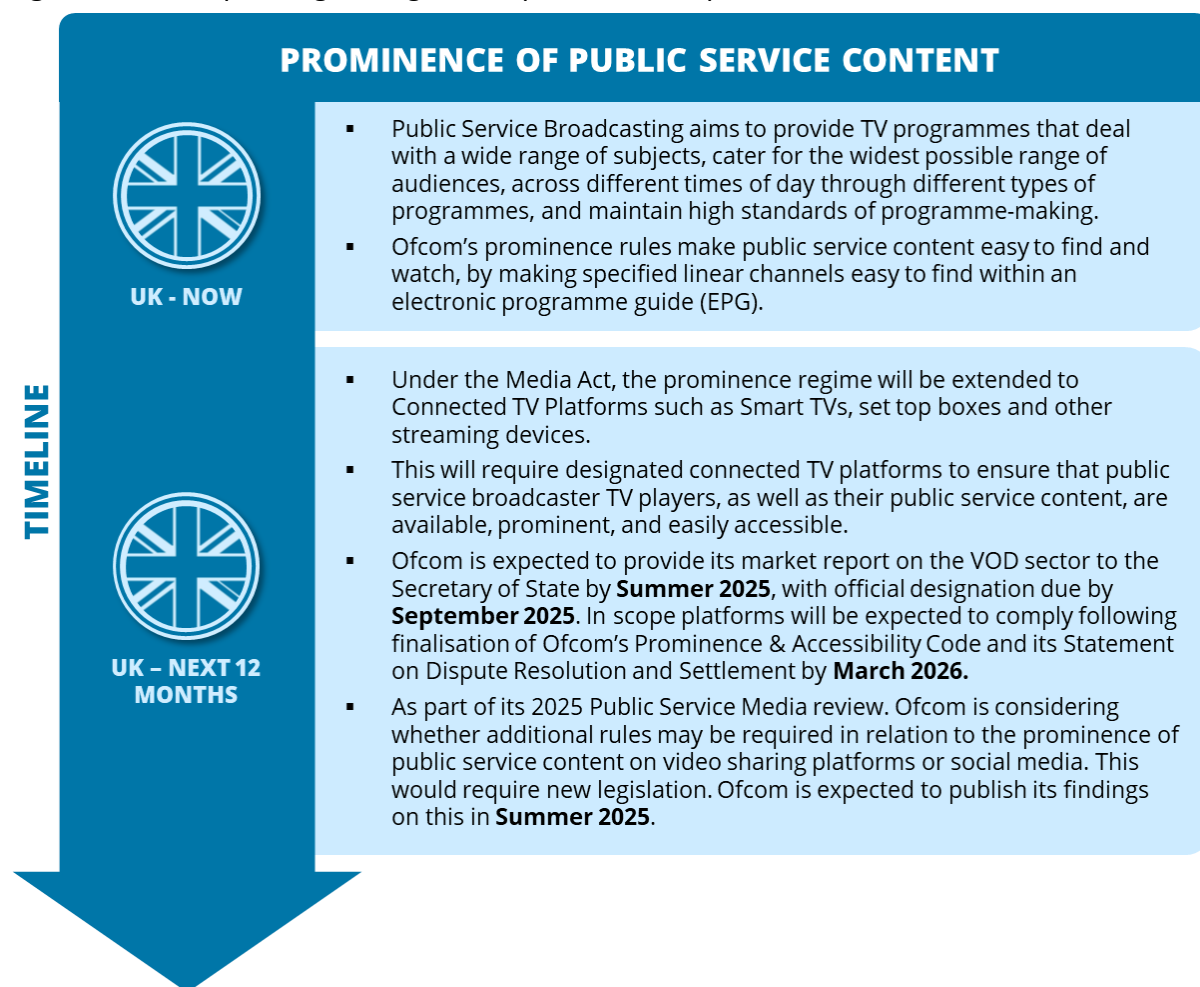 PROMINENCE OF PUBLIC SERVICE CONTENT
TIMELINE
UK - NOW
▪ Public Service Broadcasting aims to provide TV programmes that deal
with a wide range of subjects, cater for the widest possible range of
audiences, across different times of day through different types of
programmes, and maintain high standards of programme-making.
▪ Ofcom’s prominence rules make public service content easy to find and
watch, by making specified linear channels easy to find within an
electronic programme guide (EPG).
UK – NEXT 12
MONTHS
▪ Under the Media Act, the prominence regime will be extended to
Connected TV Platforms such as Smart TVs, set top boxes and other
streaming devices.
▪ This will require designated connected TV platforms to ensure that public
service broadcaster TV players, as well as their public service content, are
available, prominent, and easily accessible.
▪ Ofcom is expected to provide its market report on the VOD sector to the
Secretary of State by Summer 2025, with official designation due by
September 2025. In scope platforms will be expected to comply following
finalisation of Ofcom’s Prominence & Accessibility Code and its Statement
on Dispute Resolution and Settlement by March 2026.
▪ As part of its 2025 Public Service Media review. Ofcom is considering
whether additional rules may be required in relation to the prominence of
public service content on video sharing platforms or social media. This
would require new legislation. Ofcom is expected to publish its findings
on this in Summer 2025.